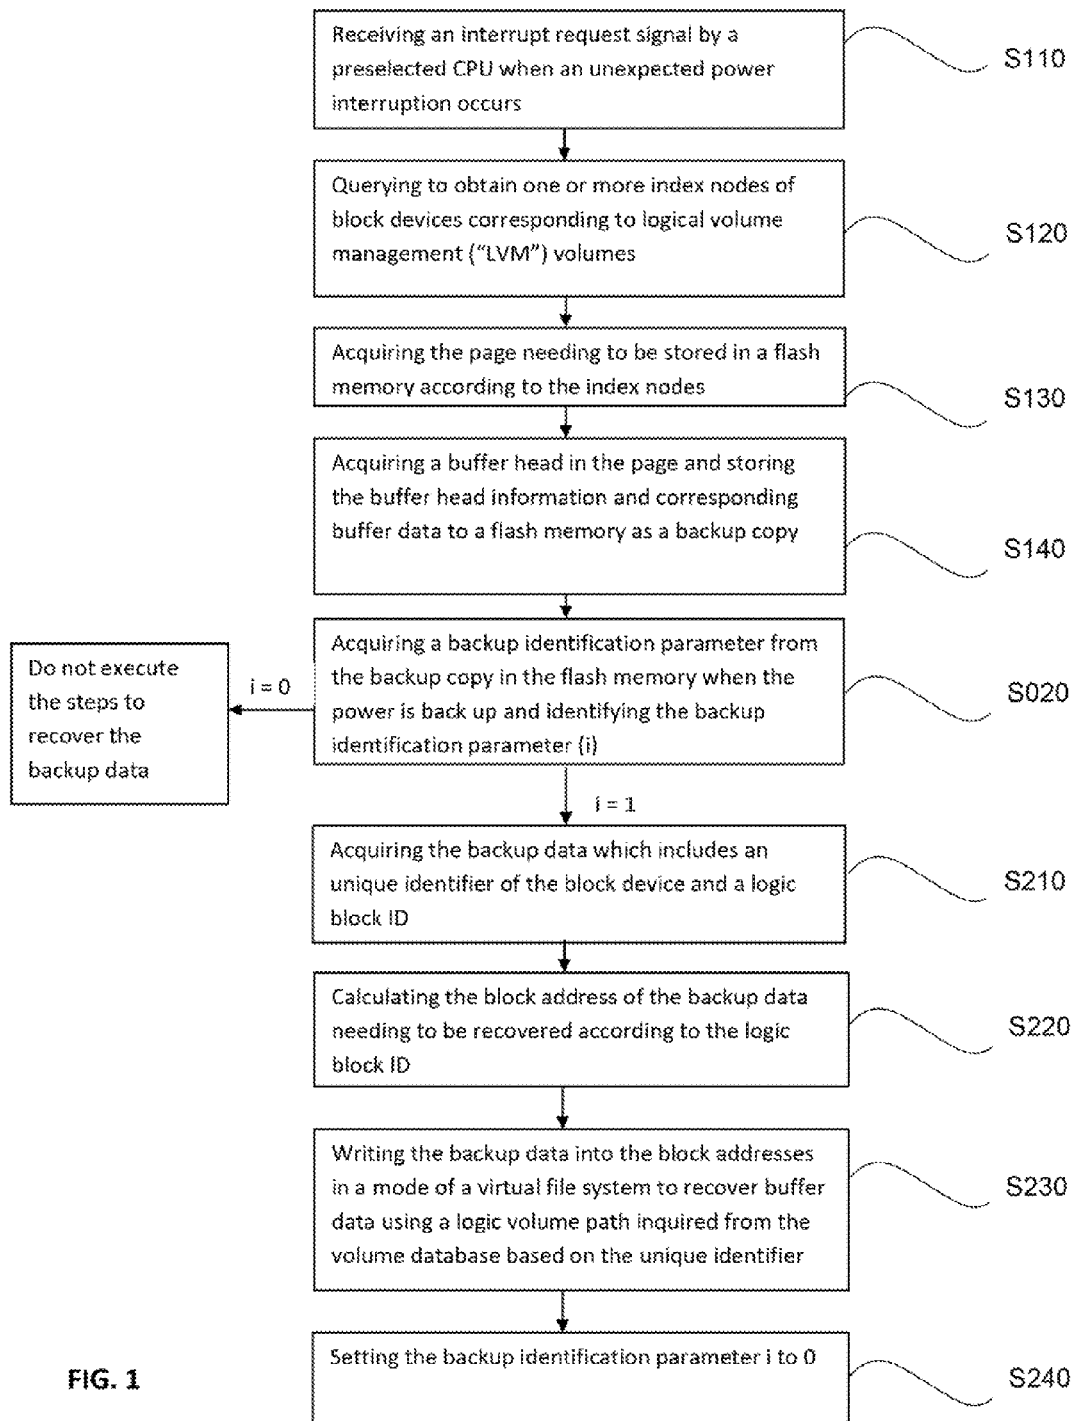 Receiving an interrupt request signal by a
preselected CPU when an unexpected power
interruption occurs
S110
Querying to obtain one or more index nodes of
block devices corresponding to logical volume
management (“LVM”) volumes
S120
Acquiring the page needing to be stored in a flash
memory according to the index nodes
S130
Acquiring a buffer head in the page and storing
the buffer head information and corresponding
buffer data to a flash memory as a backup copy
S140
Acquiring a backup identification parameter from
the backup copy in the flash memory when the
power is back up and identifying the backup
identification parameter (i)
S020
i = 0
Do not execute
the steps to
recover the
backup data
i = 1
Acquiring the backup data which includes an
unique identifier of the block device and a logic
block ID
S210
Calculating the block address of the backup data
needing to be recovered according to the logic
block ID
S220
Writing the backup data into the block addresses
in a mode of a virtual file system to recover buffer
data using a logic volume path inquired from the
volume database based on the unique identifier
S230
Setting the backup identification parameter i to 0
S240
FIG. 1